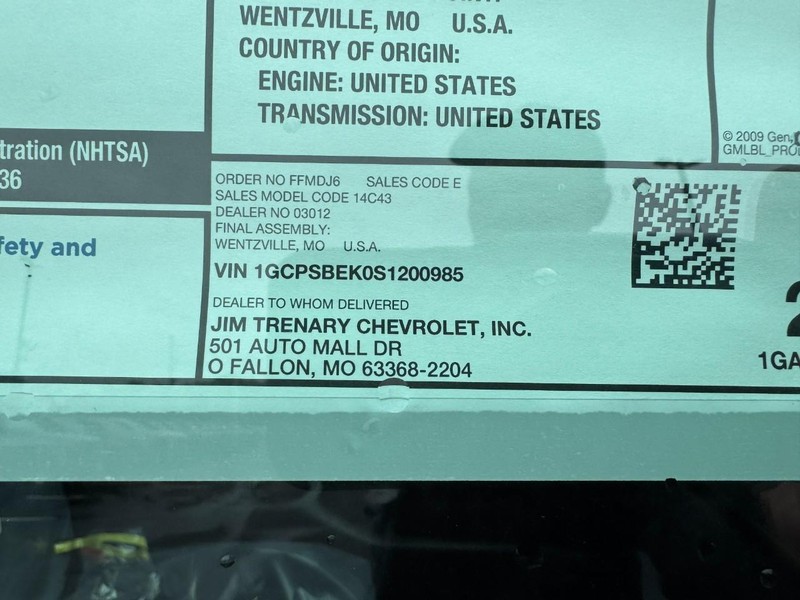 WENTZVILLE, MO U.S.A.
COUNTRY OF ORIGIN:
ENGINE: UNITED STATES
TRANSMISSION: UNITED STATES
© 2009 Gen
GMLBL_PROD
tration (NHTSA)
36
ORDER NO FFMDJ6 SALES CODE E
SALES MODEL CODE 14C43
DEALER NO 03012
FINAL ASSEMBLY:
WENTZVILLE, MO U.S.A.
fety and
VIN 1GCPSBEK0S1200985
DEALER TO WHOM DELIVERED
JIM TRENARY CHEVROLET, INC.
501 AUTO MALL DR
O FALLON, MO 63368-2204
2
1GA